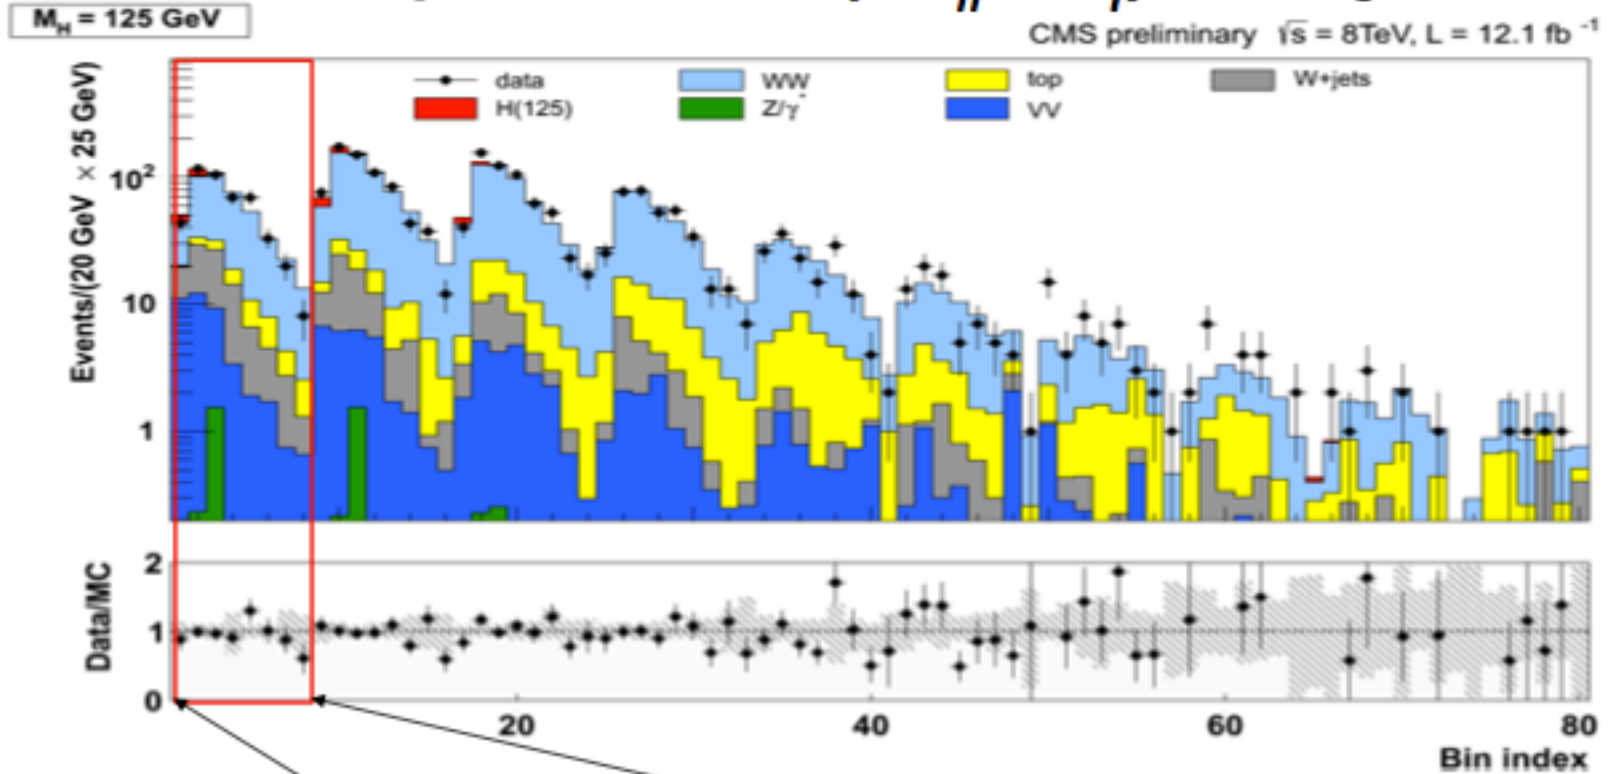 M_H = 125 GeV
CMS preliminary √s = 8TeV, L = 12.1 fb ⁻¹
data
WW
top
W+jets
H(125)
Z/γ*
VV
Events/(20 GeV × 25 GeV)
10²
10
1
Data/MC
2
1
0
20
40
60
80
Bin index